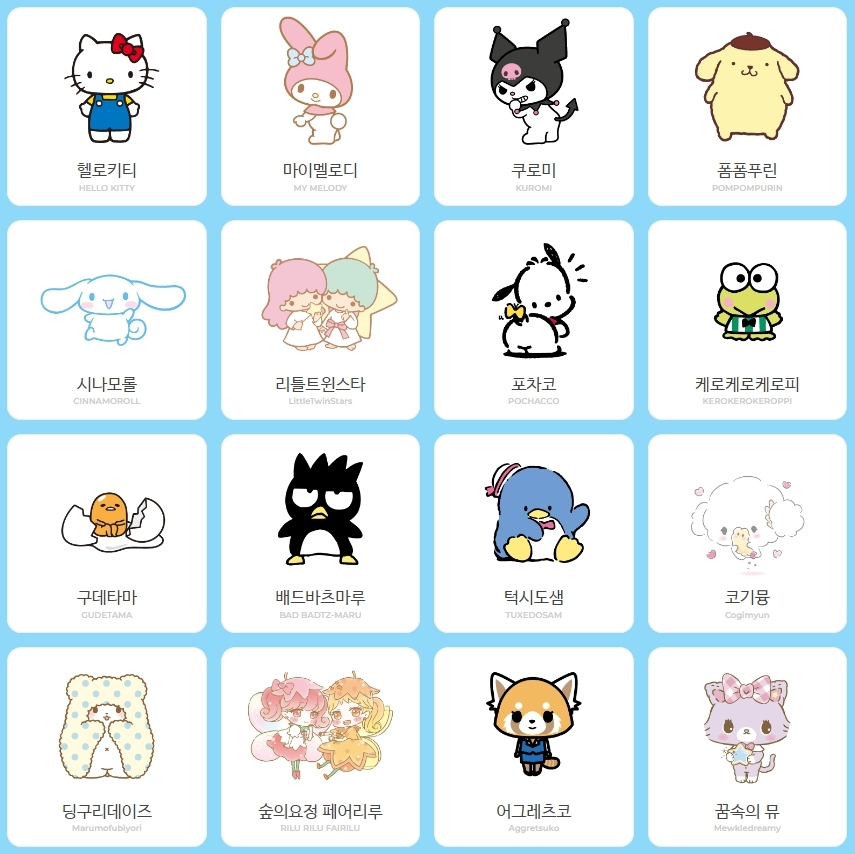 헬로키티
HELLO KITTY
마이멜로디
MY MELODY
쿠로미
KUROMI
폼폼푸린
POMPOMPURIN
시나모롤
CINNAMOROLL
리틀트윈스타
LittleTwinStars
포차코
POCHACCO
케로케로케로피
KEROKEROKEROPPI
구데타마
GUDETAMA
배드바츠마루
BAD BADTZ-MARU
턱시도샘
TUXEDOSAM
코기뮹
Cogimyun
딩구리데이즈
Marumofubiyori
숲의요정 페어리루
RILU RILU FAIRILU
어그레츠코
Aggretsuko
꿈속의 뮤
Mewkledreamy